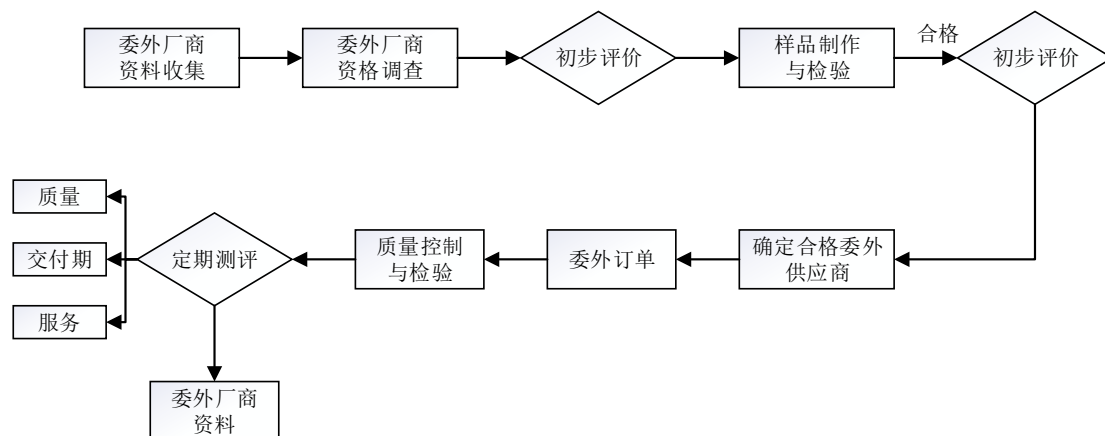 委外厂商
资料收集
委外厂商
资格调查
初步评价
样品制作
与检验
合格
初步评价
质量
交付期
服务
定期测评
质量控制
与检验
委外订单
确定合格委外
供应商
委外厂商
资料